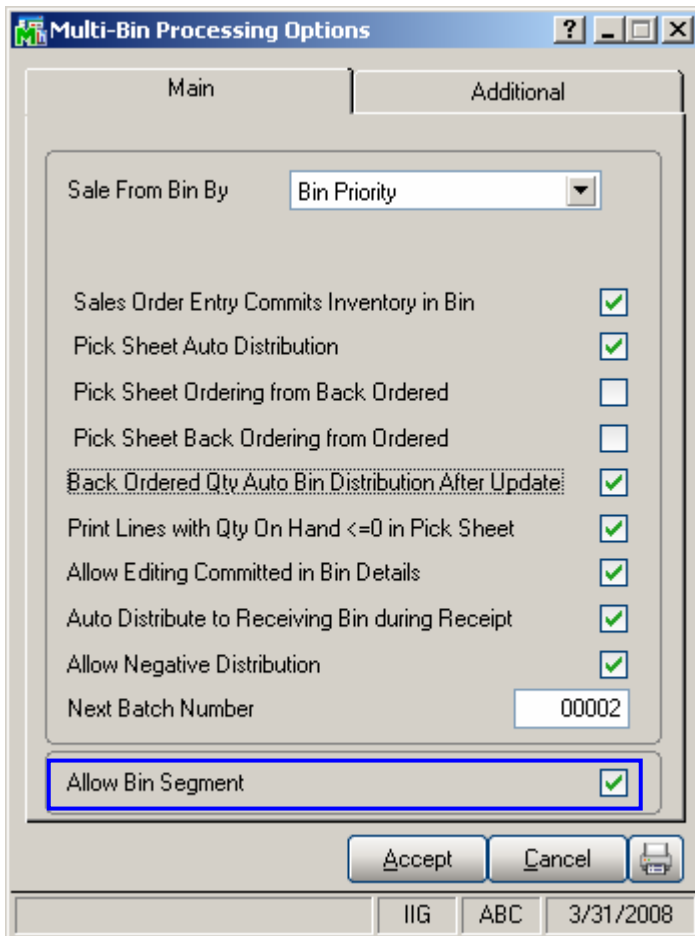 Multi-Bin Processing Options
Main Additional
Sale From Bin By Bin Priority
Sales Order Entry Commits Inventory in Bin
Pick Sheet Auto Distribution
Pick Sheet Ordering from Back Ordered
Pick Sheet Back Ordering from Ordered
Back Ordered Qty Auto Bin Distribution After Update
Print Lines with Qty On Hand <=0 in Pick Sheet
Allow Editing Committed in Bin Details
Auto Distribute to Receiving Bin during Receipt
Allow Negative Distribution
Next Batch Number 00002
Allow Bin Segment
Accept Cancel
IIG ABC 3/31/2008